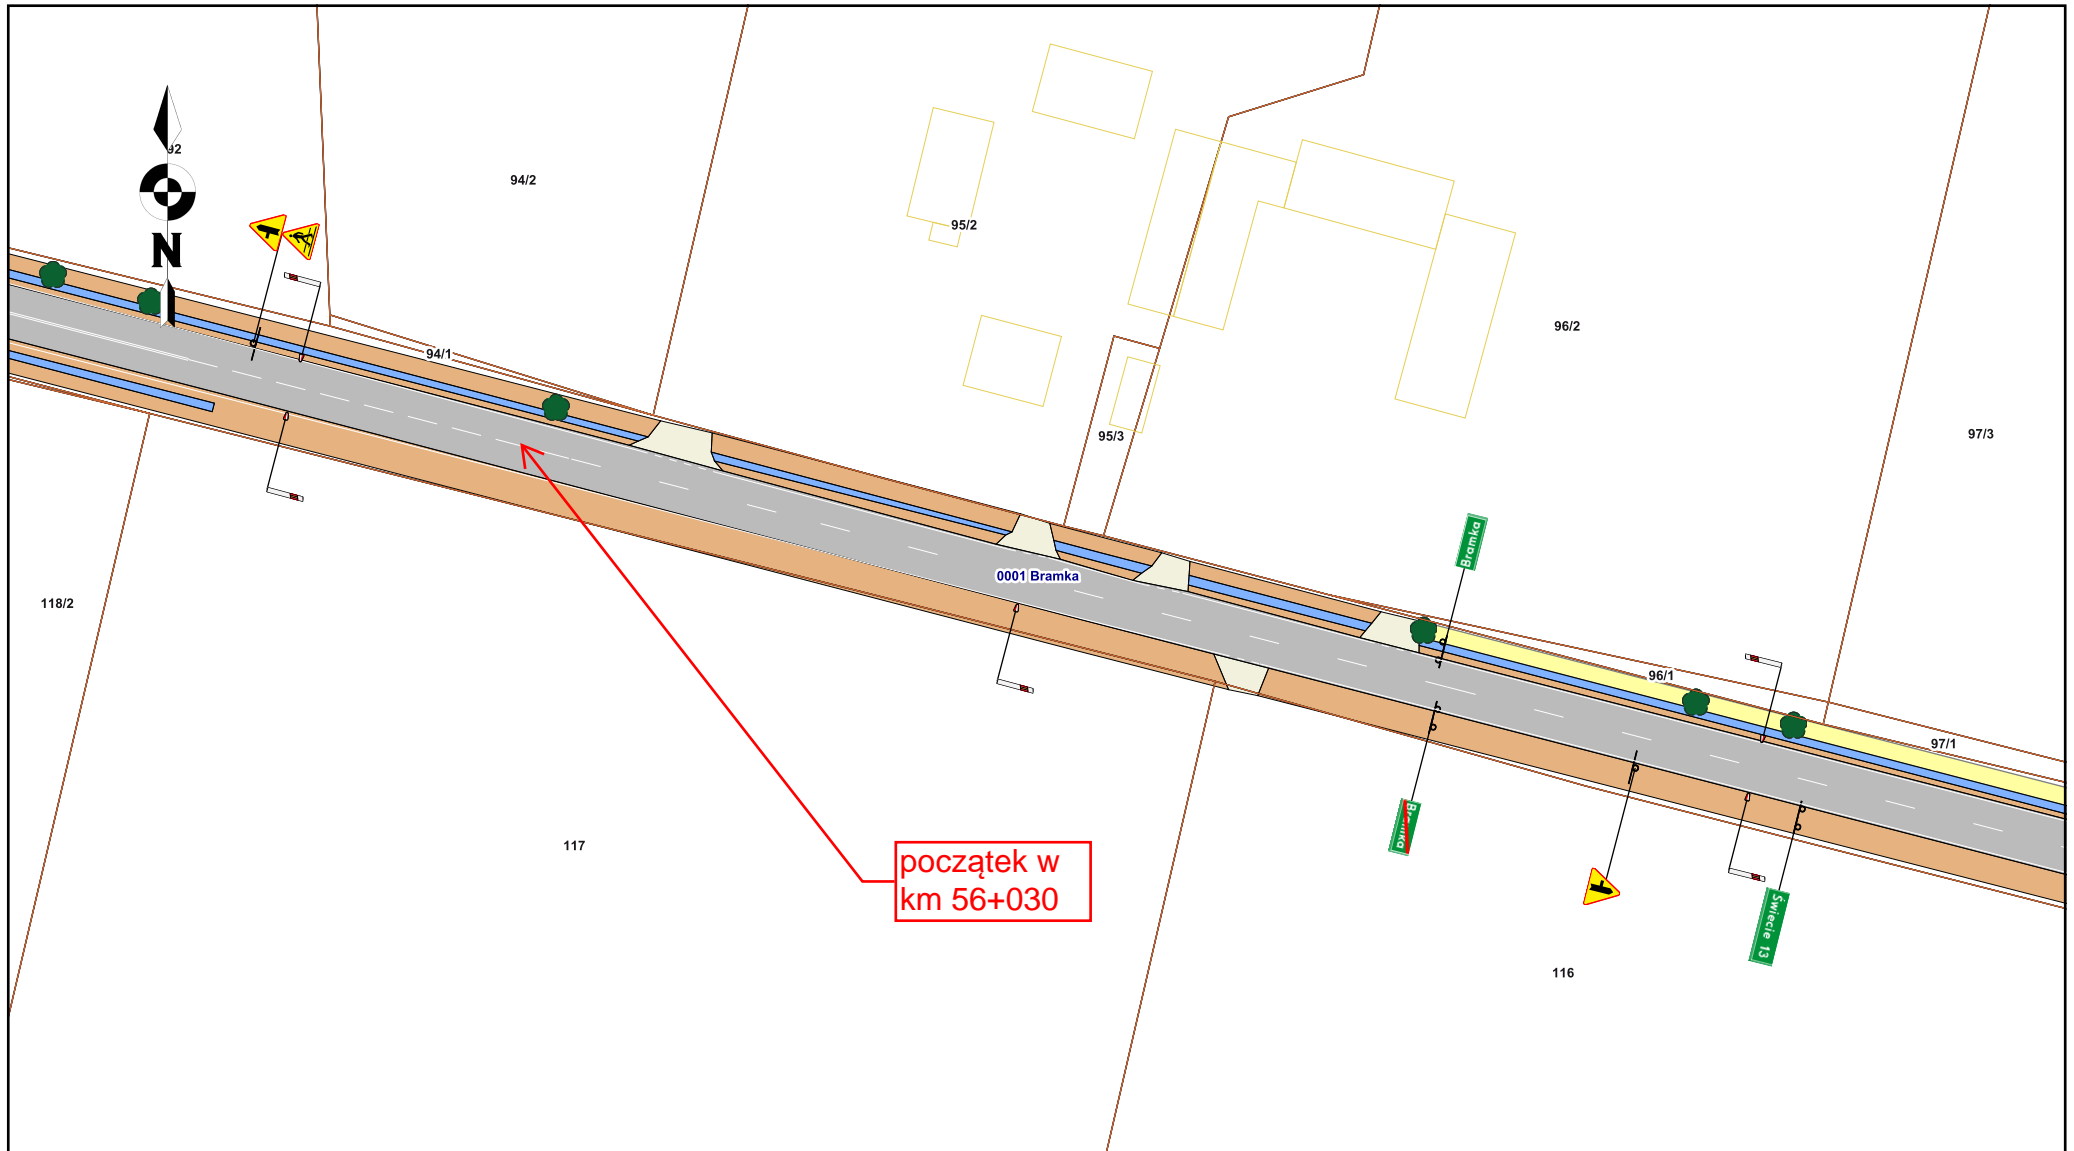 92
N
94/2
95/2
94/1
96/2
95/3
97/3
Bramka
0001 Bramka
118/2
96/1
97/1
Bramka
początek w
km 56+030
117
Świecie 13
116